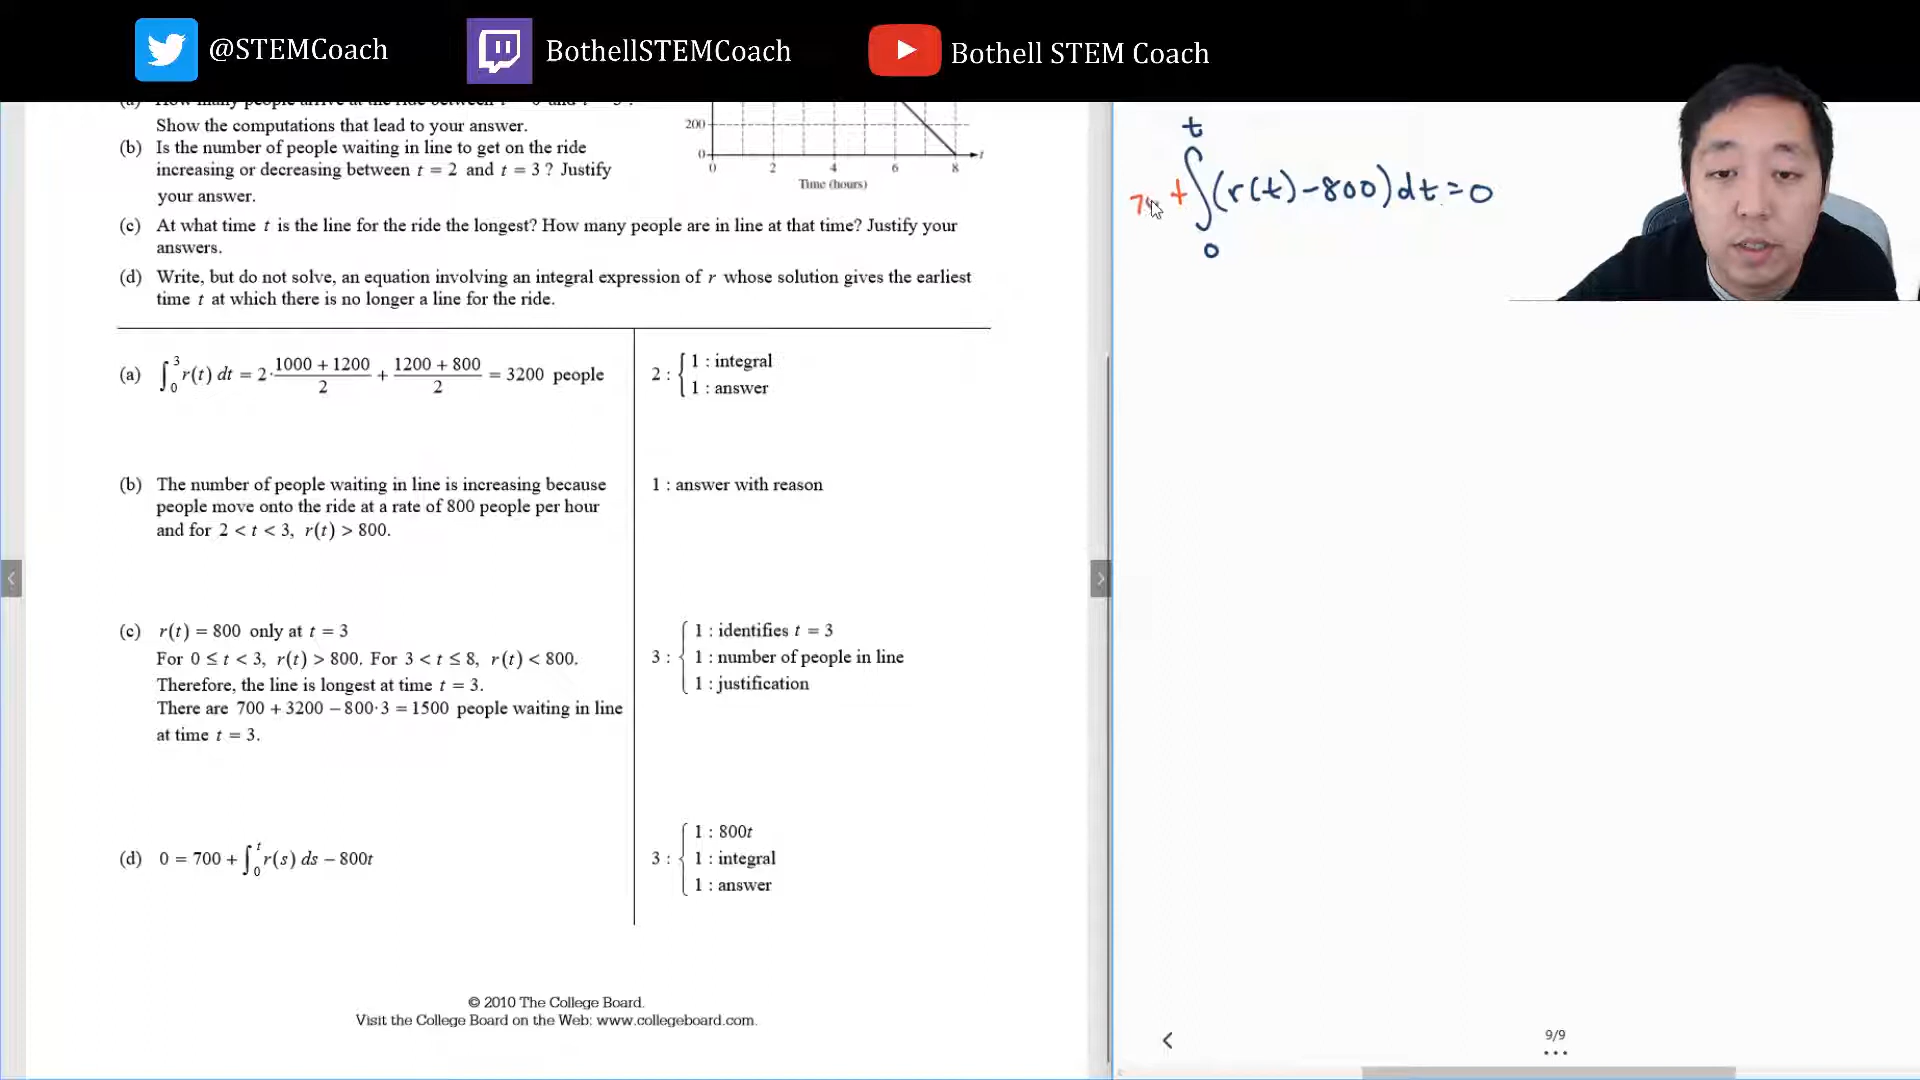 @STEMCoach BothellSTEMCoach Bothell STEM Coach
Show the computations that lead to your answer.
(b) Is the number of people waiting in line to get on the ride
increasing or decreasing between t = 2 and t = 3 ? Justify
your answer.
200
0
0 2 4 6 8 t
Time (hours)
(c) At what time t is the line for the ride the longest? How many people are in line at that time? Justify your
answers.
(d) Write, but do not solve, an equation involving an integral expression of r whose solution gives the earliest
time t at which there is no longer a line for the ride.
(a) ∫₀³ r(t) dt = 2 · (1000 + 1200)/2 + (1200 + 800)/2 = 3200 people
2 : { 1 : integral
1 : answer
(b) The number of people waiting in line is increasing because
people move onto the ride at a rate of 800 people per hour
and for 2 < t < 3, r(t) > 800.
1 : answer with reason
(c) r(t) = 800 only at t = 3
For 0 ≤ t < 3, r(t) > 800. For 3 < t ≤ 8, r(t) < 800.
Therefore, the line is longest at time t = 3.
There are 700 + 3200 − 800·3 = 1500 people waiting in line
at time t = 3.
3 : { 1 : identifies t = 3
1 : number of people in line
1 : justification
(d) 0 = 700 + ∫₀ᵗ r(s) ds − 800t
3 : { 1 : 800t
1 : integral
1 : answer
© 2010 The College Board.
Visit the College Board on the Web: www.collegeboard.com.
+ ∫₀ᵗ (r(t) − 800) dt = 0
9/9